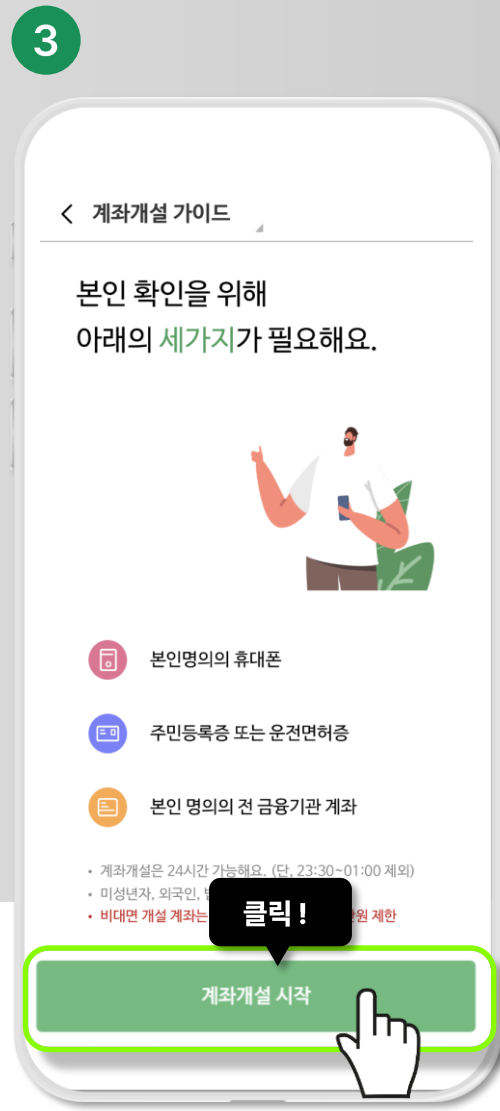 3
계좌개설 가이드
본인 확인을 위해
아래의 세가지가 필요해요.
본인명의의 휴대폰
주민등록증 또는 운전면허증
본인 명의의 전 금융기관 계좌
• 계좌개설은 24시간 가능해요. (단, 23:30~01:00 제외)
• 미성년자, 외국인,
• 비대면 개설 계좌는 제한
클릭 !
계좌개설 시작